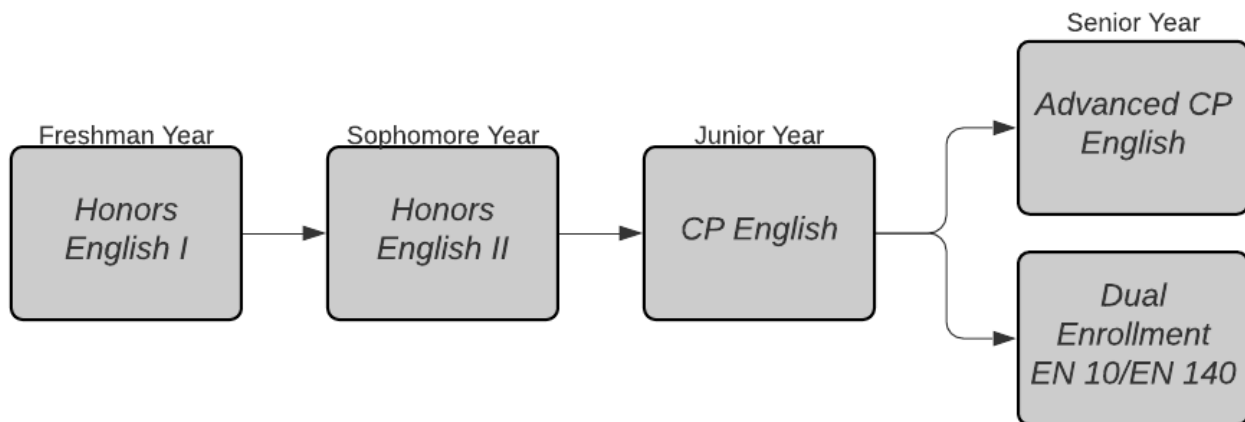 Senior Year
Advanced CP
English
Freshman Year
Honors
English I
Sophomore Year
Honors
English II
Junior Year
CP English
Dual
Enrollment
EN 10/EN 140